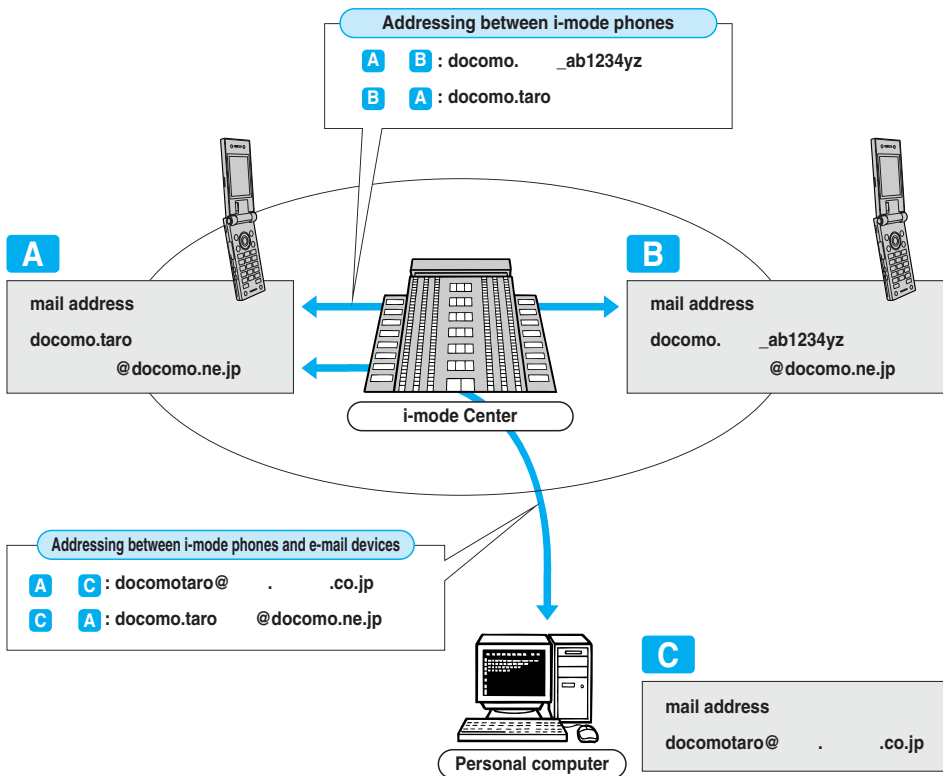 Addressing between i-mode phones
A B : docomo. _ab1234yz
B A : docomo.taro
A
mail address
docomo.taro
@docomo.ne.jp
B
mail address
docomo. _ab1234yz
@docomo.ne.jp
i-mode Center
Addressing between i-mode phones and e-mail devices
A C : docomotaro@ . .co.jp
C A : docomo.taro @docomo.ne.jp
C
mail address
docomotaro@ . .co.jp
Personal computer